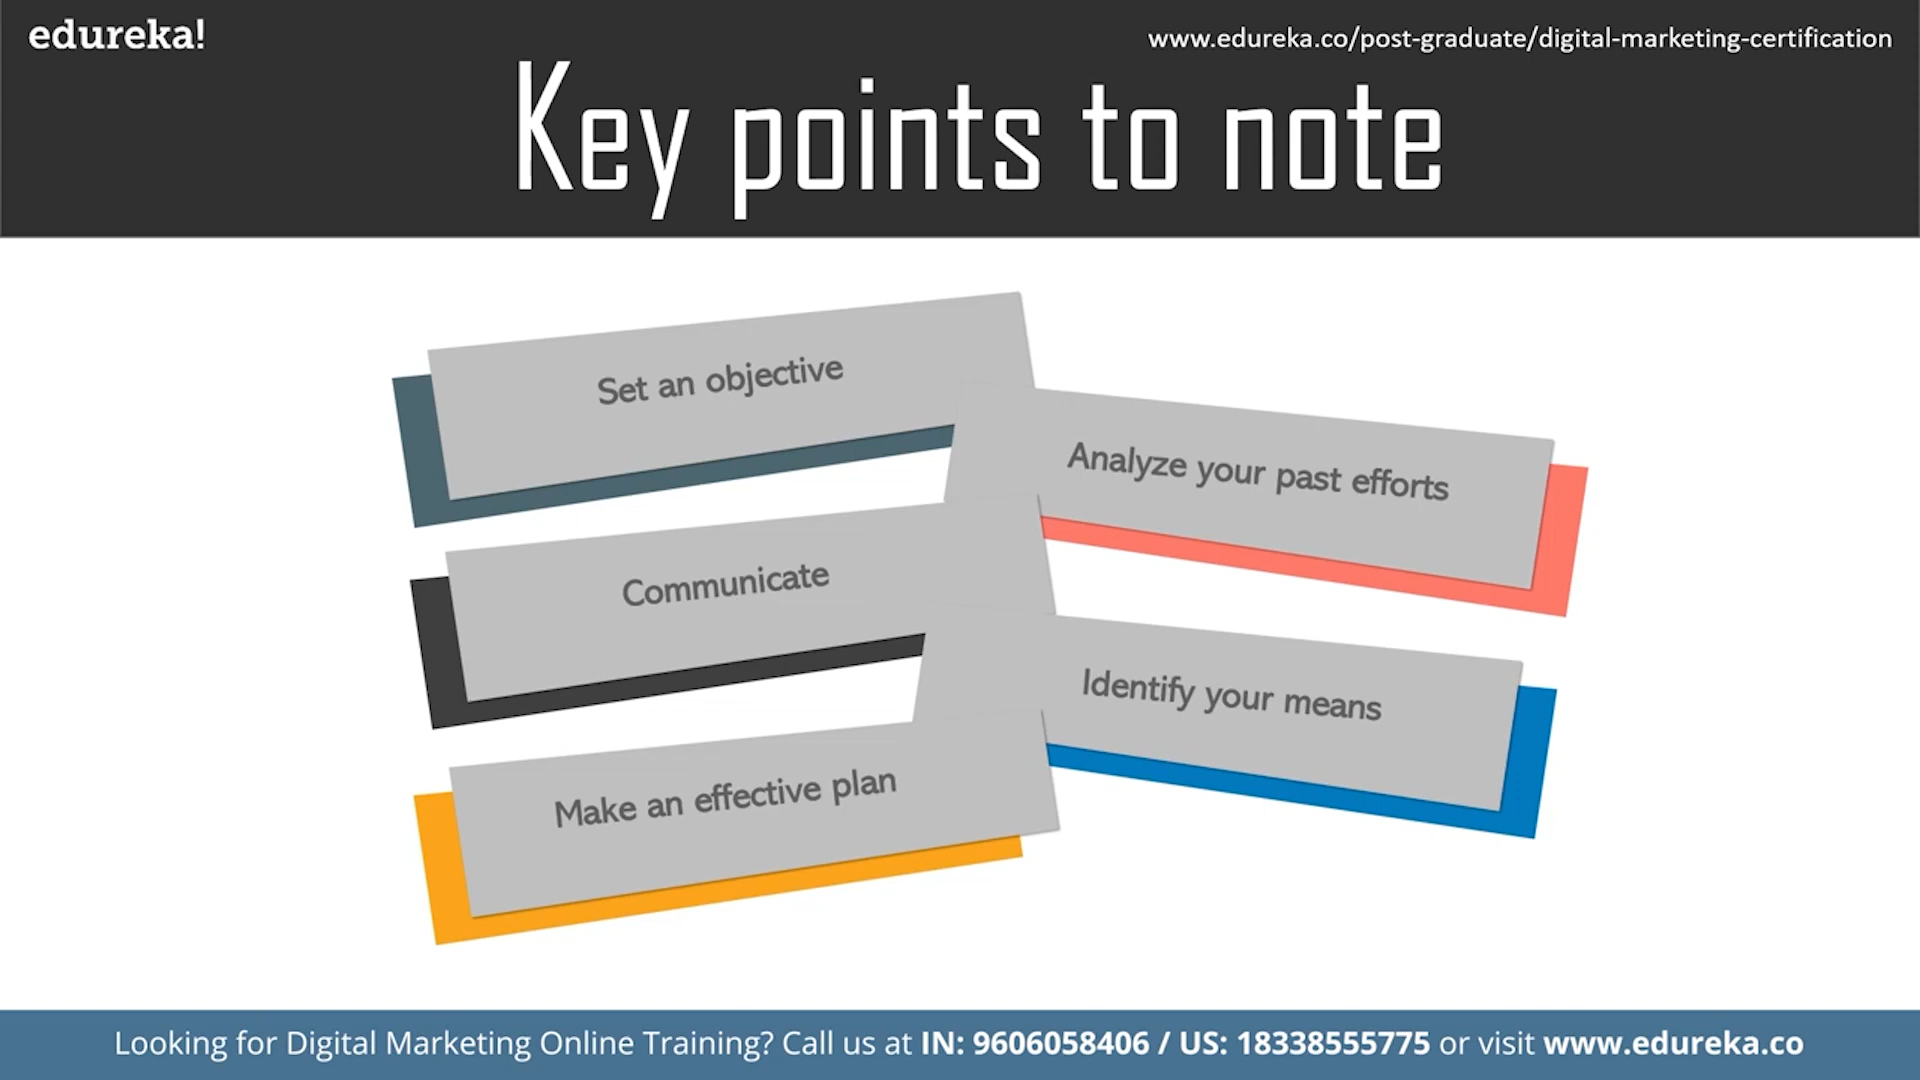 edureka!
www.edureka.co/post-graduate/digital-marketing-certification
Key points to note
Set an objective
Analyze your past efforts
Communicate
Identify your means
Make an effective plan
Looking for Digital Marketing Online Training? Call us at IN: 9606058406 / US: 18338555775 or visit www.edureka.co